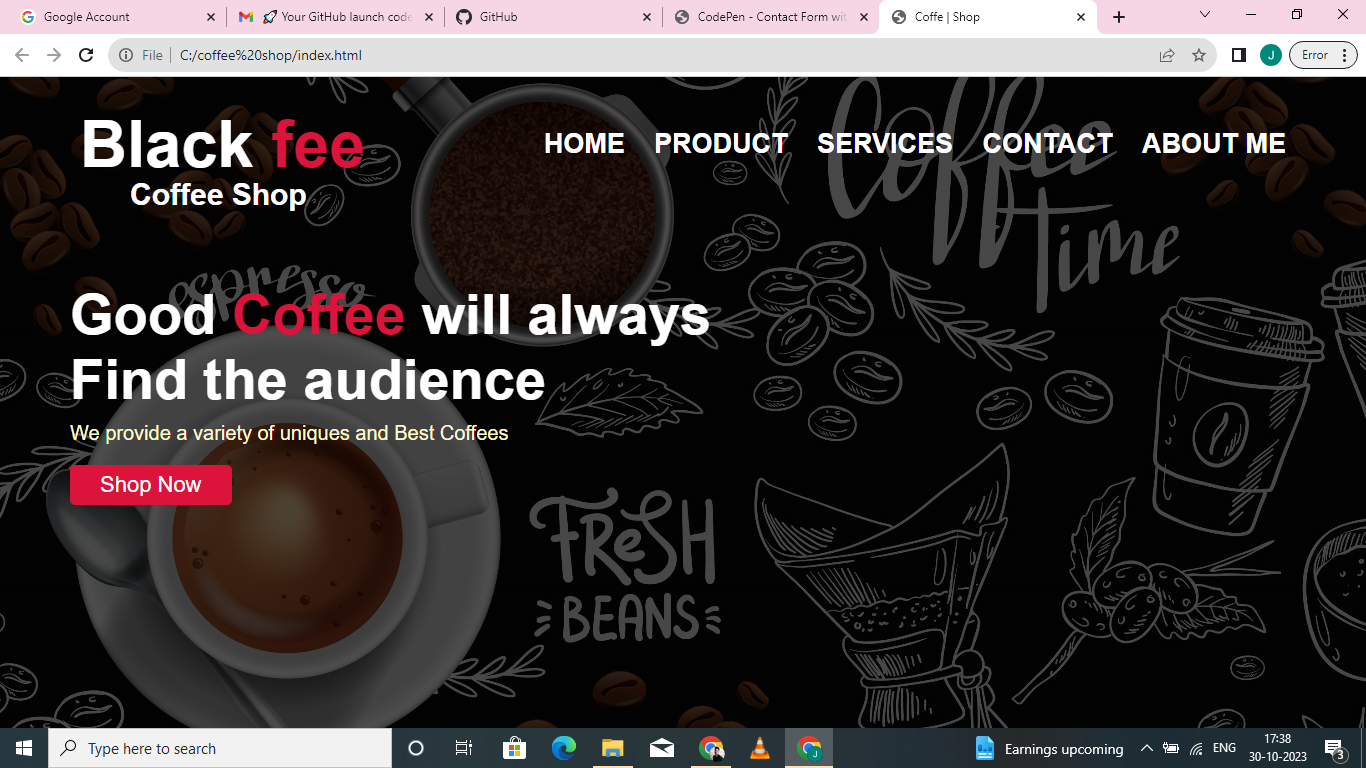 Google Account
Your GitHub launch code
GitHub
CodePen - Contact Form wit
Coffe | Shop
File
C:/coffee%20shop/index.html
J
Error
Black fee
Coffee Shop
HOME PRODUCT SERVICES CONTACT ABOUT ME
Coffee
time
espresso
Good Coffee will always
Find the audience
We provide a variety of uniques and Best Coffees
Shop Now
FReSH
BEANS
Type here to search
J
Earnings upcoming
ENG
17:38
30-10-2023
3